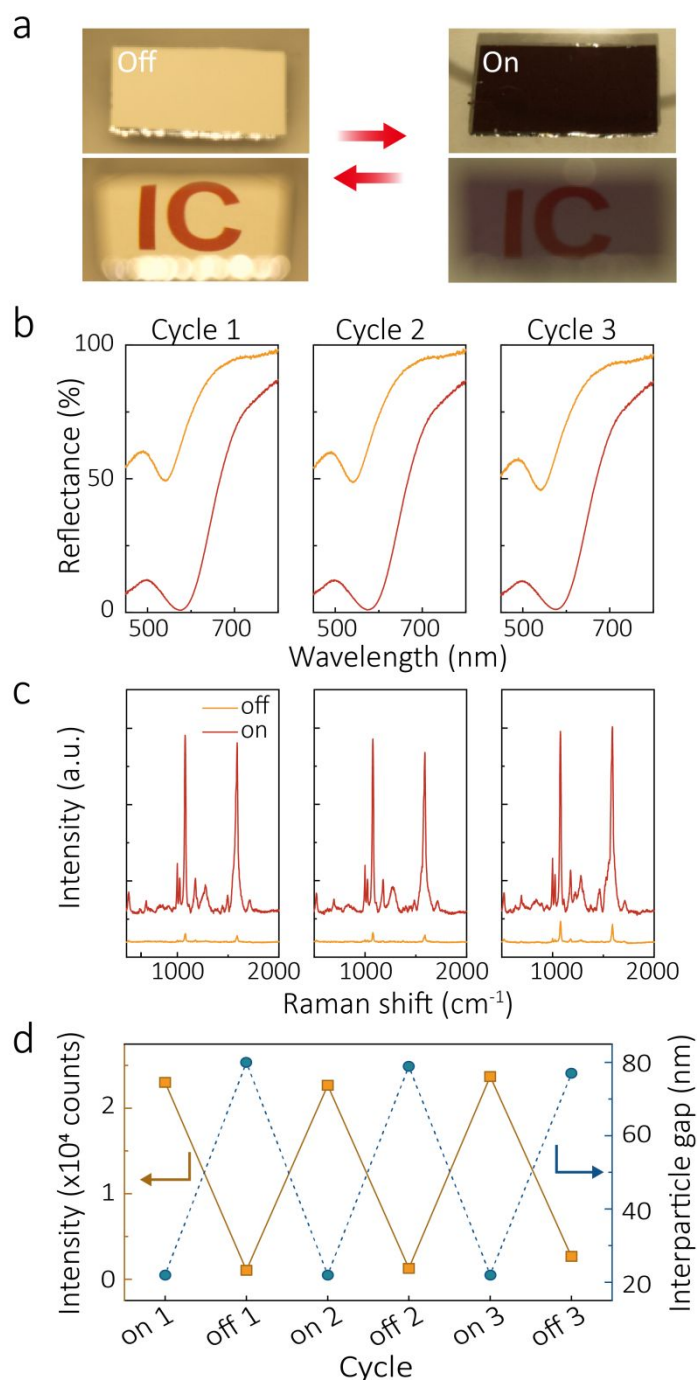 a
Off
On
IC
IC
b
Cycle 1
Cycle 2
Cycle 3
Reflectance (%)
100
50
0
500
700
500
700
500
700
Wavelength (nm)
c
off
on
Intensity (a.u.)
1000
2000
1000
2000
1000
2000
Raman shift (cm⁻¹)
d
Intensity (x10⁴ counts)
2
1
0
Interparticle gap (nm)
80
60
40
20
on 1
off 1
on 2
off 2
on 3
off 3
Cycle